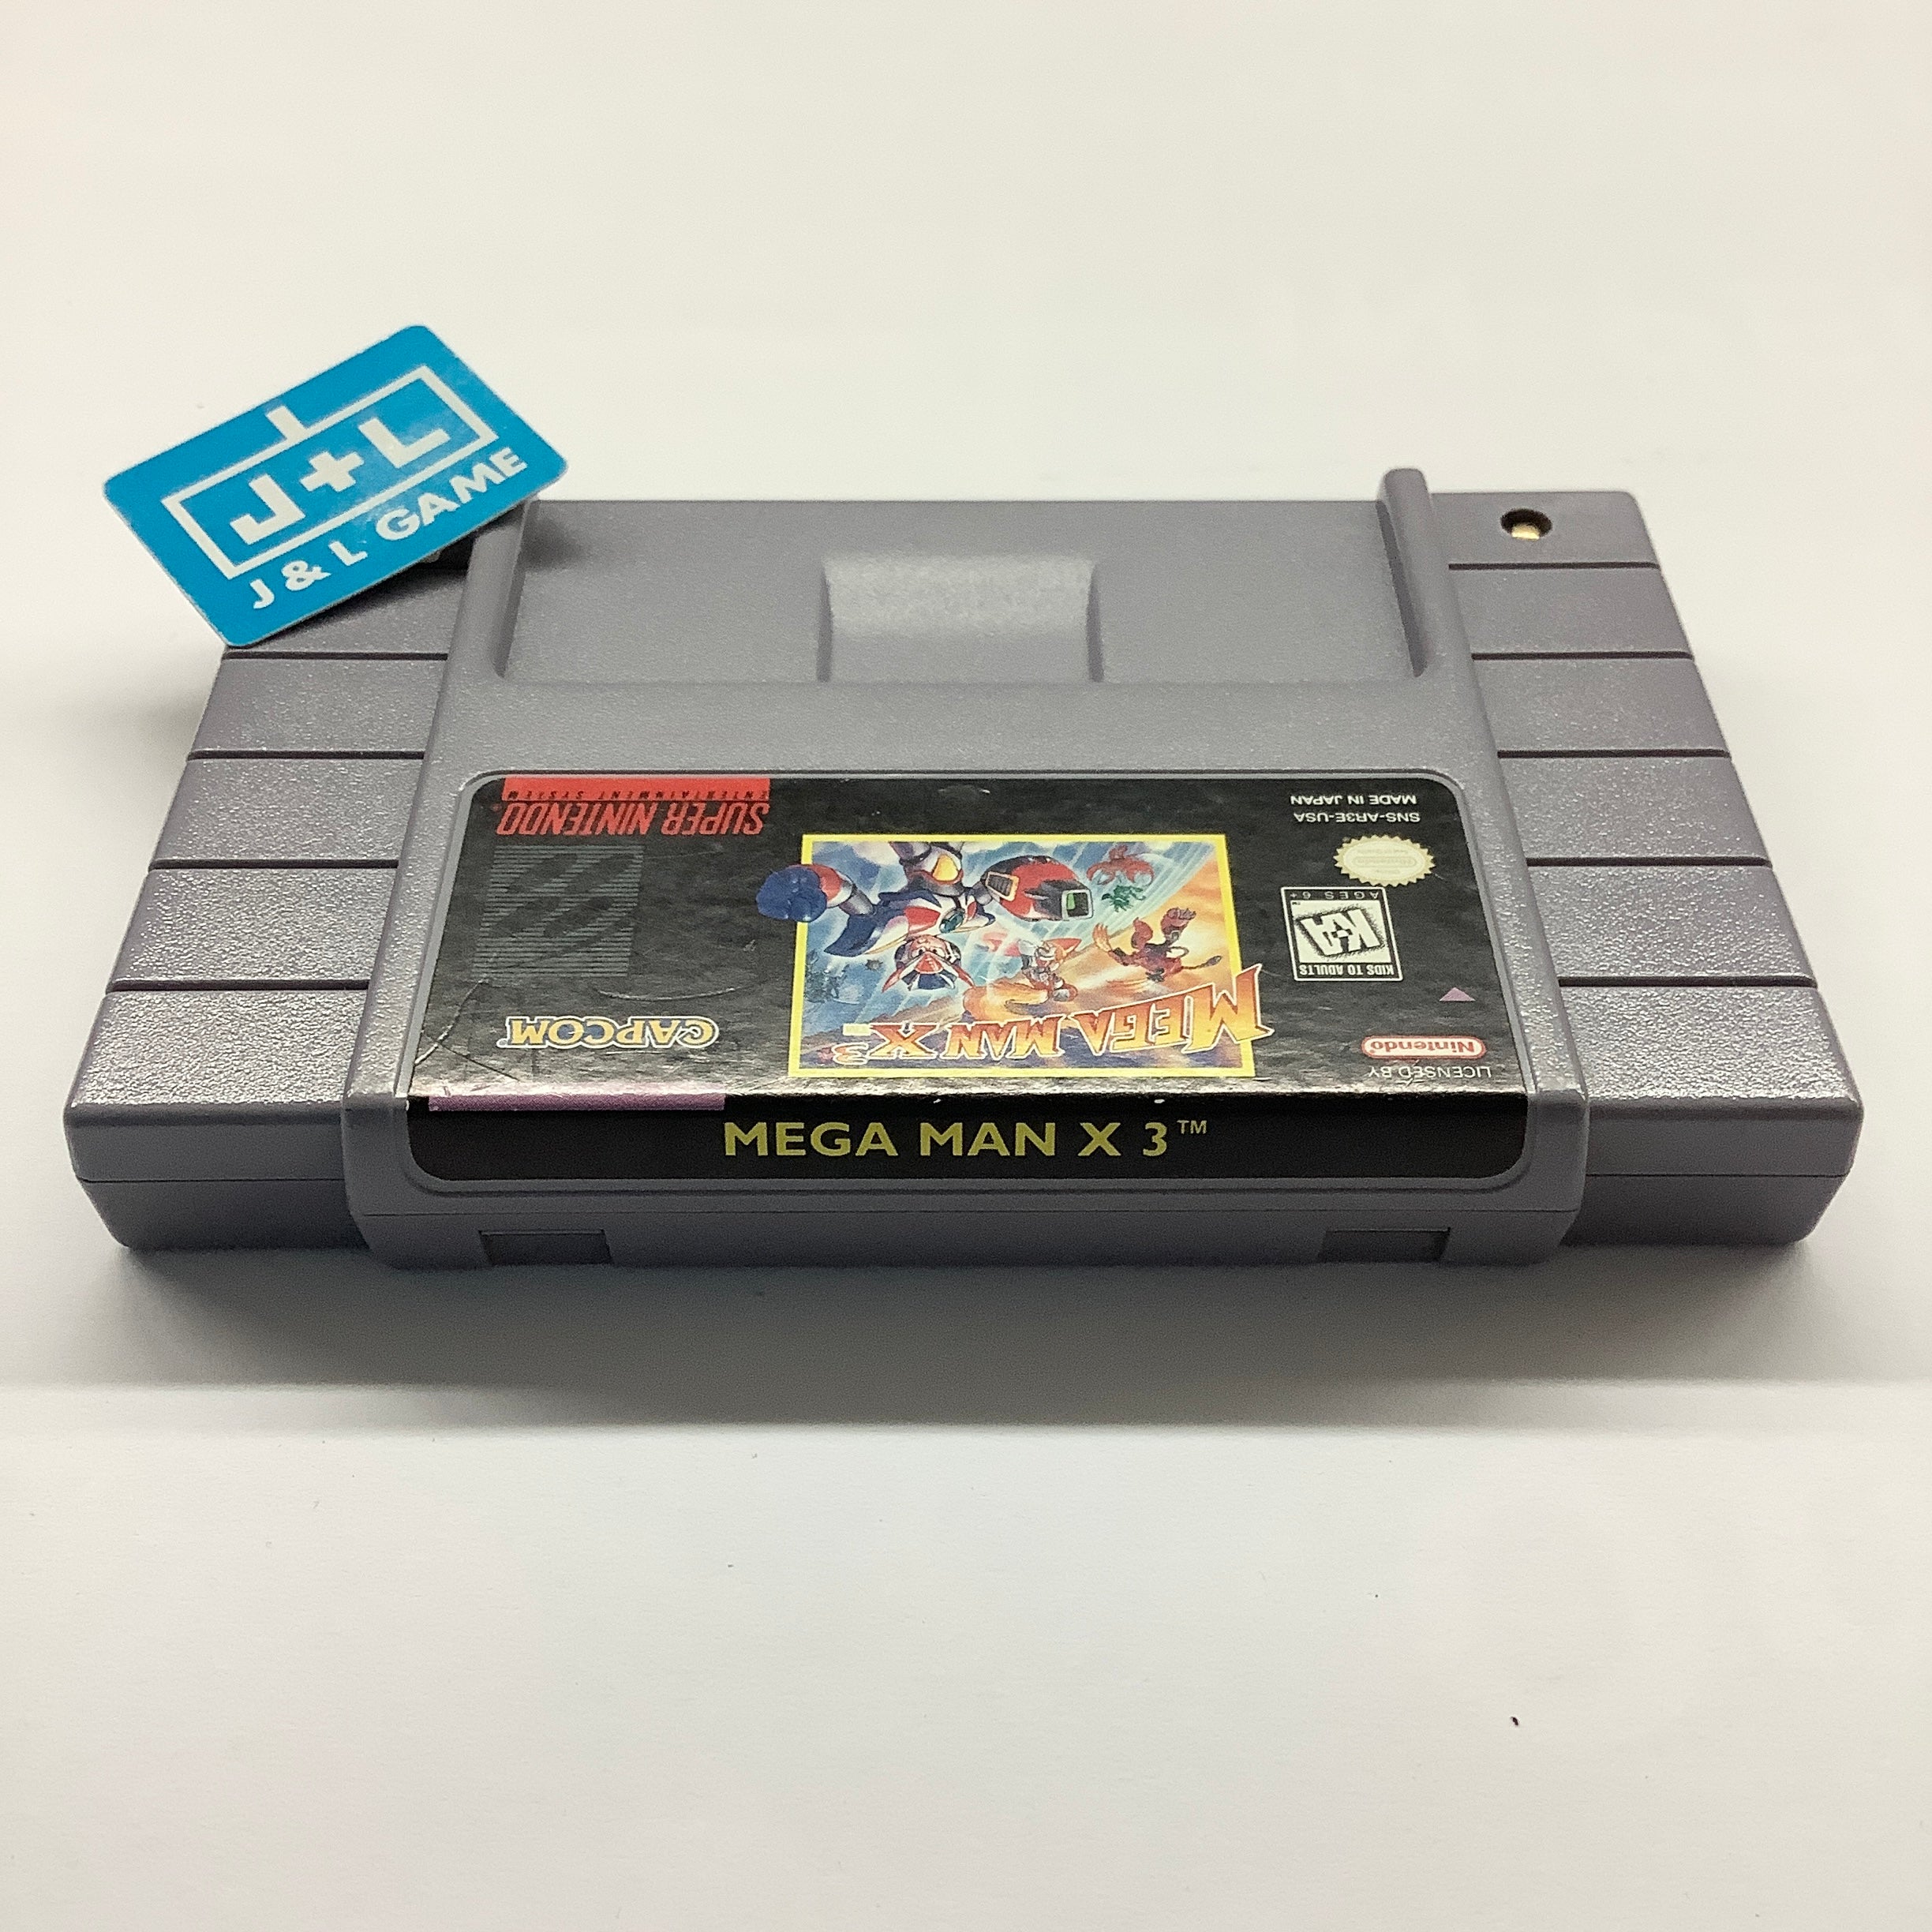 J+L
J & L GAME
MEGA MAN X 3™
LICENSED BY
Nintendo
KIDS TO ADULTS
K-A
AGES 6+
SNS-AR3E-USA
MADE IN JAPAN
MEGA MAN X3™
CAPCOM
SUPER NINTENDO
ENTERTAINMENT SYSTEM